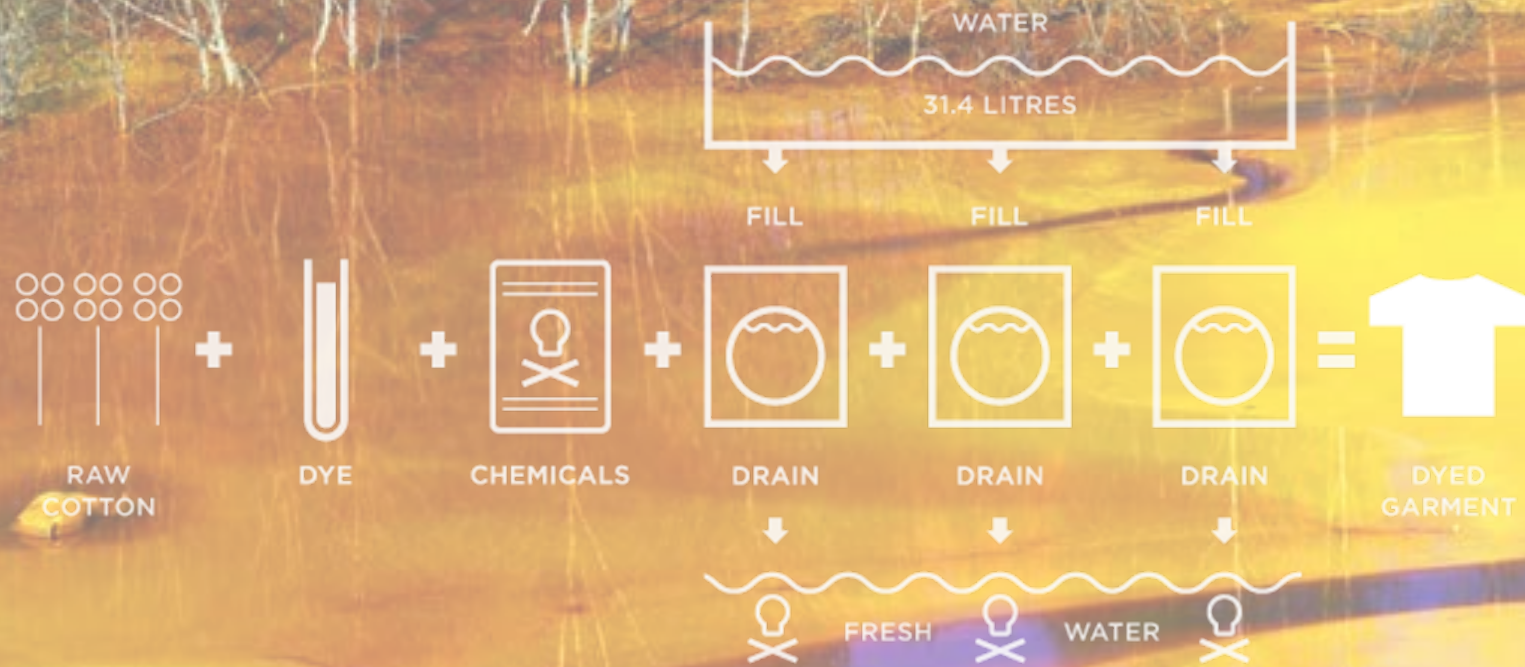 WATER
31.4 LITRES
FILL FILL FILL
RAW
COTTON
DYE
CHEMICALS
DRAIN
DRAIN
DRAIN
DYED
GARMENT
FRESH WATER